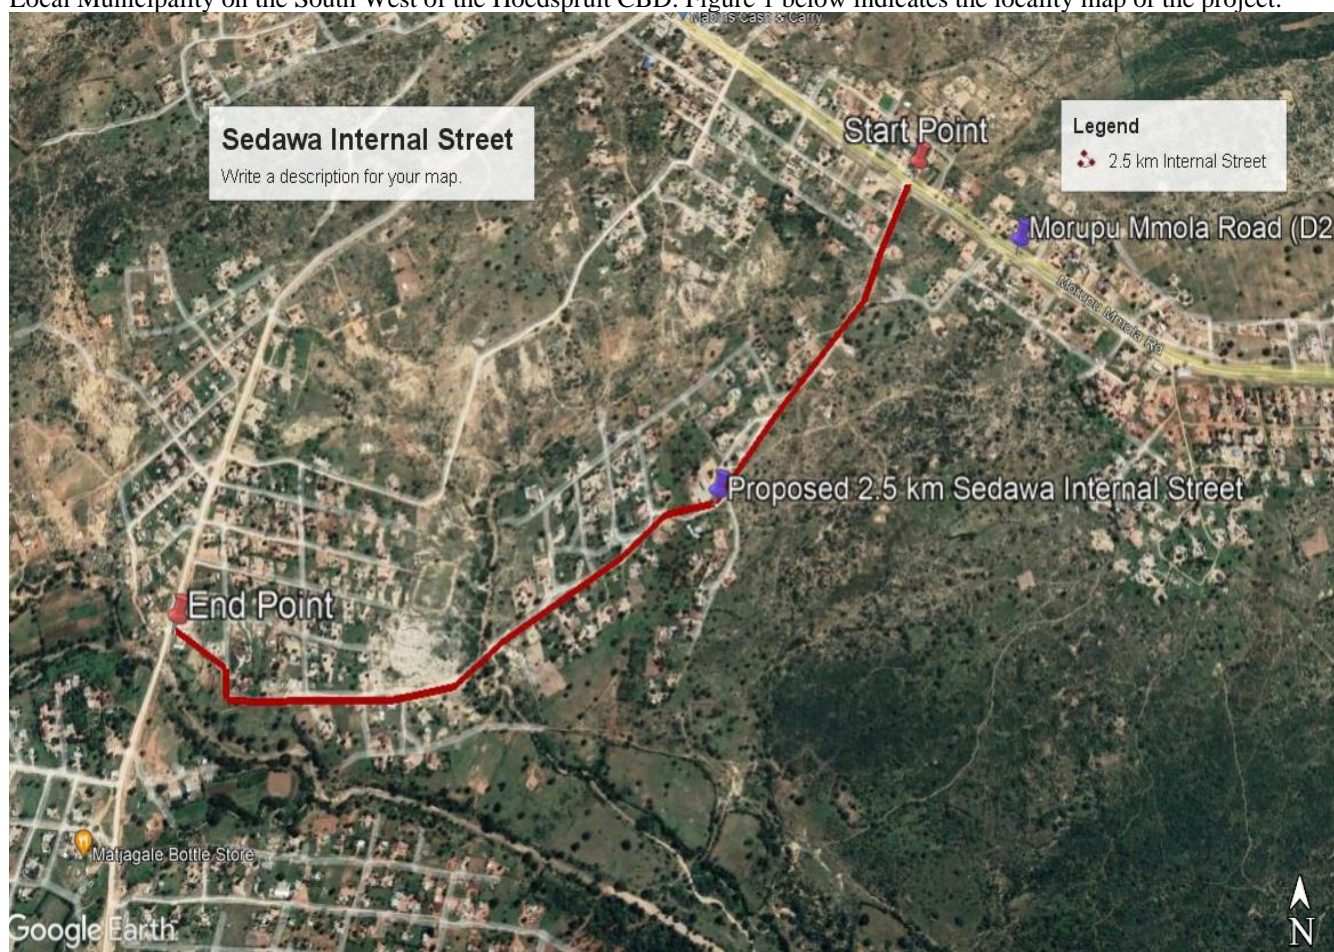 Local Municipality on the South West of the Hoedspruit CBD. Figure 1 below indicates the locality map of the project.
Mabins Cash & Carry
Sedawa Internal Street
Write a description for your map.
Start Point
Legend
2.5 km Internal Street
Morupu Mmola Road (D2
Morupu Mmola Rd
Proposed 2.5 km Sedawa Internal Street
End Point
Matjagale Bottle Store
Google Earth
N